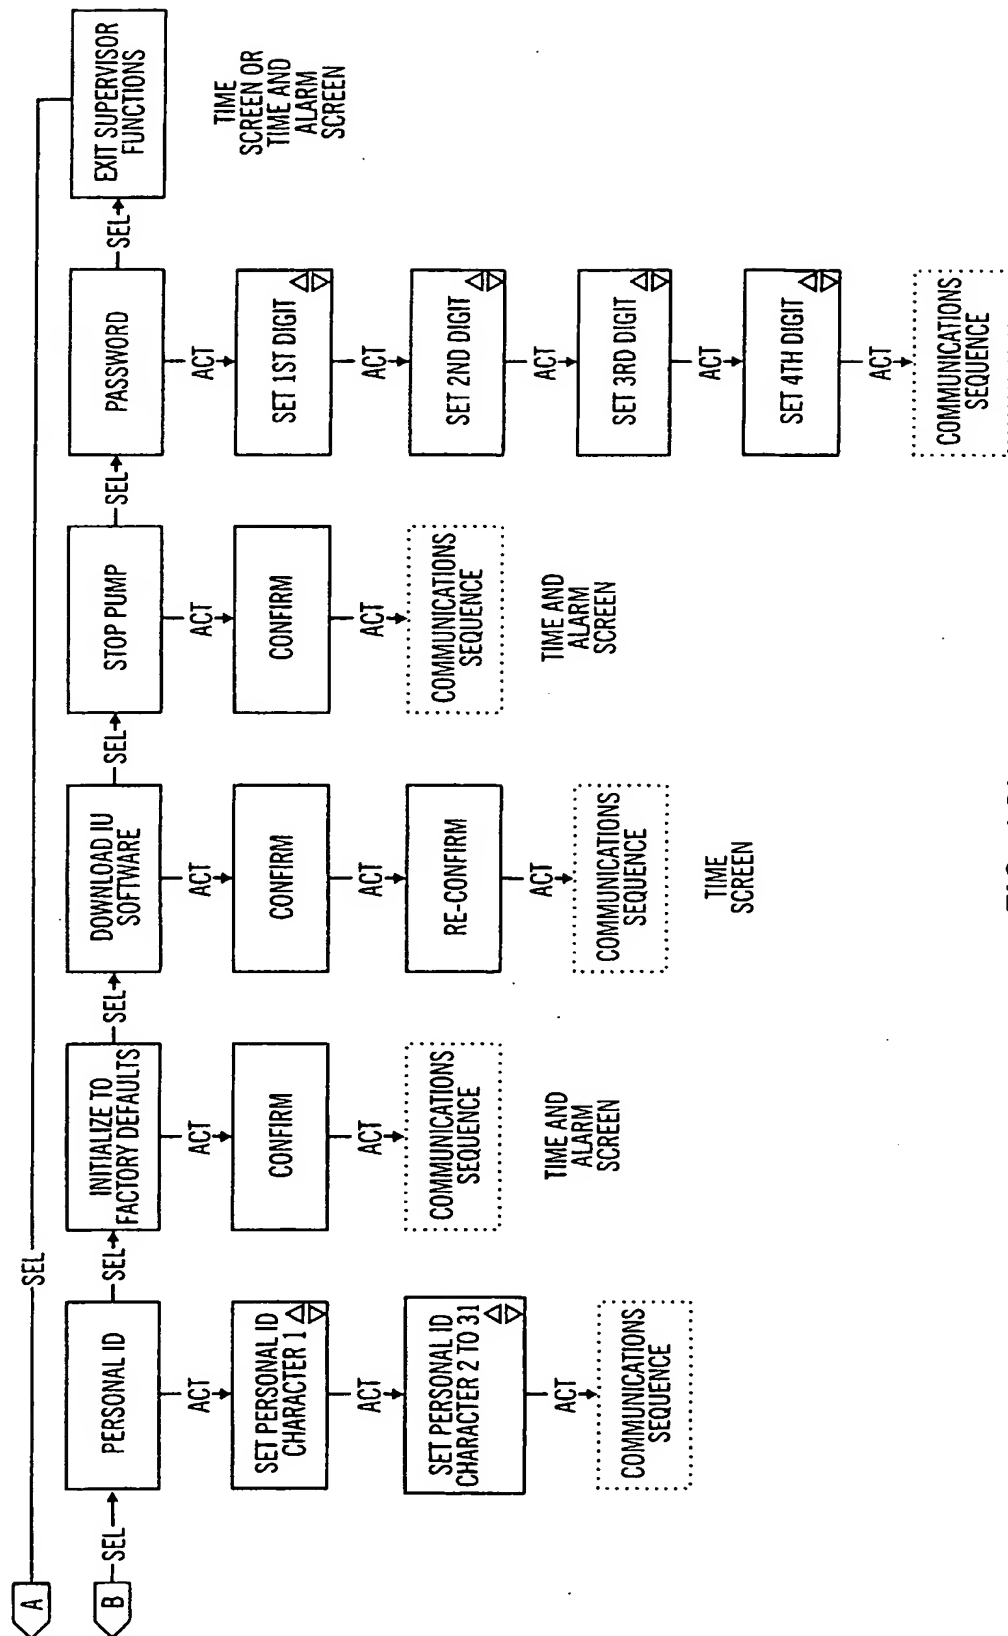 A
SEL
B
SEL
PERSONAL ID
SEL
INITIALIZE TO
FACTORY DEFAULTS
SEL
DOWNLOAD IU
SOFTWARE
SEL
STOP PUMP
SEL
PASSWORD
SEL
EXIT SUPERVISOR
FUNCTIONS
ACT
SET PERSONAL ID
CHARACTER 1
ACT
SET PERSONAL ID
CHARACTER 2 TO 31
ACT
COMMUNICATIONS
SEQUENCE
ACT
CONFIRM
ACT
COMMUNICATIONS
SEQUENCE
TIME AND
ALARM
SCREEN
ACT
CONFIRM
ACT
RE-CONFIRM
ACT
COMMUNICATIONS
SEQUENCE
TIME
SCREEN
ACT
CONFIRM
ACT
COMMUNICATIONS
SEQUENCE
TIME AND
ALARM
SCREEN
ACT
SET 1ST DIGIT
ACT
SET 2ND DIGIT
ACT
SET 3RD DIGIT
ACT
SET 4TH DIGIT
ACT
COMMUNICATIONS
SEQUENCE
TIME
SCREEN OR
TIME AND
ALARM
SCREEN